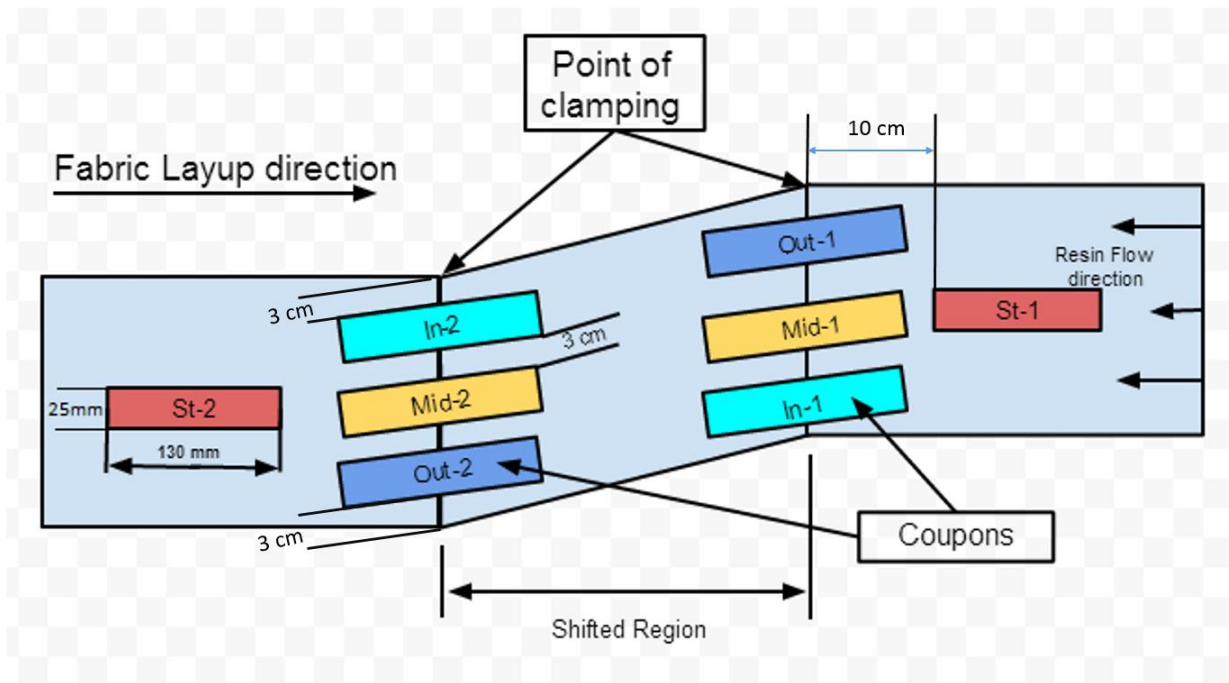 Point of
clamping
10 cm
Fabric Layup direction
Out-1
Resin Flow
direction
3 cm
In-2
St-1
Mid-1
3 cm
25mm
St-2
Mid-2
In-1
130 mm
Out-2
3 cm
Coupons
Shifted Region